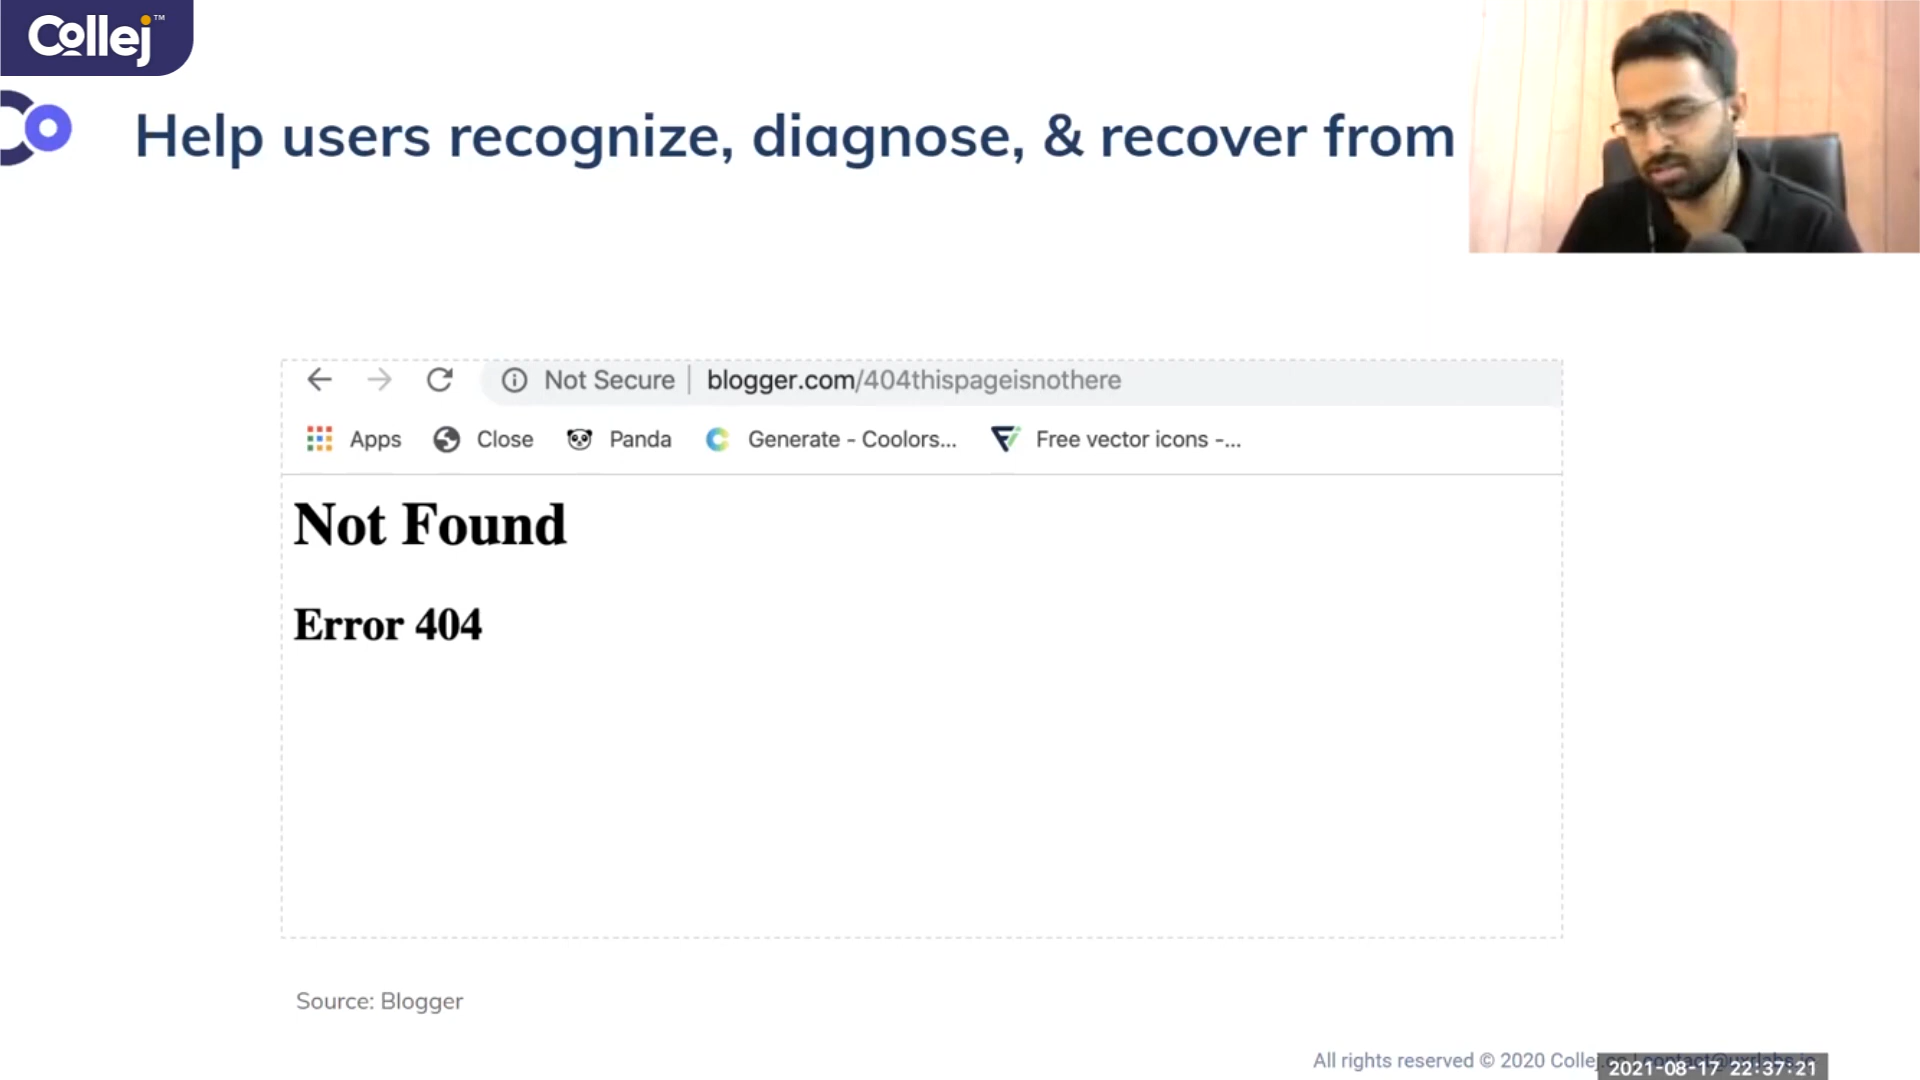 Collej™
Help users recognize, diagnose, & recover from
Not Secure | blogger.com/404thispageisnothere
Apps Close Panda Generate - Coolors... Free vector icons -...
Not Found
Error 404
Source: Blogger
All rights reserved © 2020 Collej
2021-08-17 22:37:21